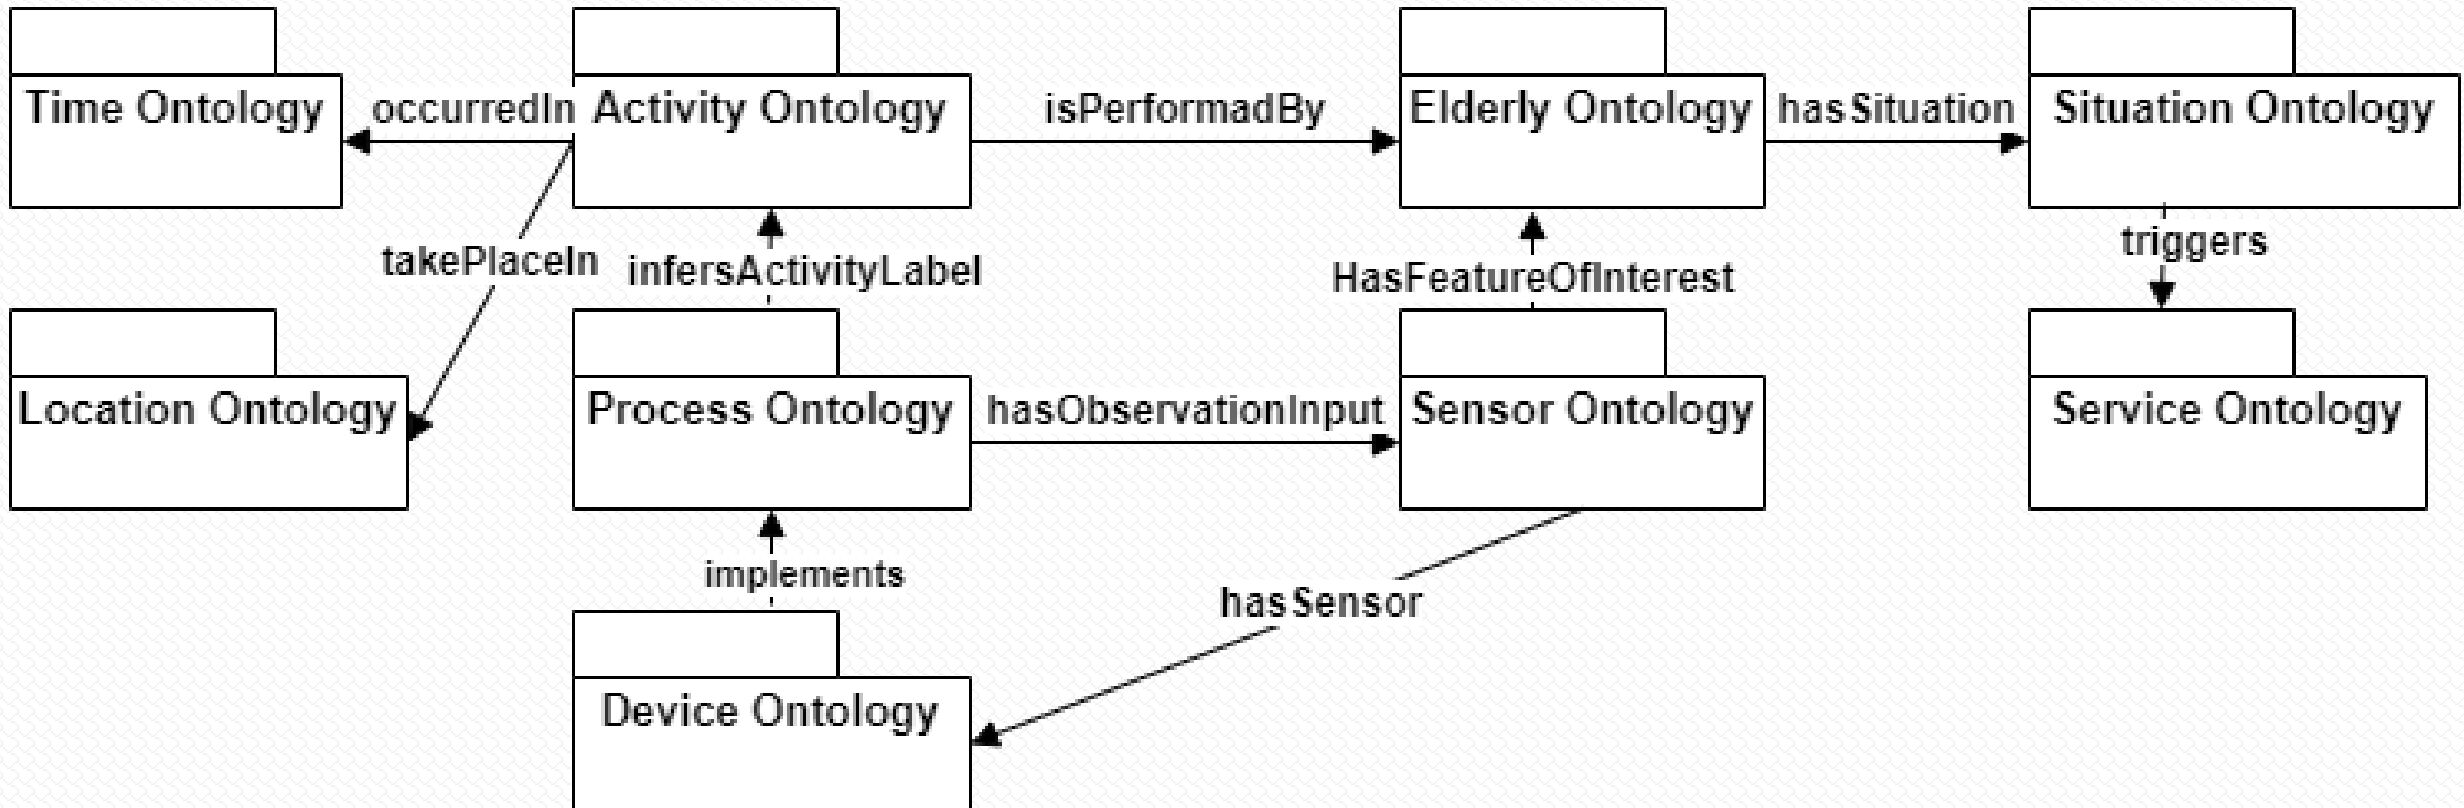 Time Ontology
occurredIn
Activity Ontology
isPerformadBy
Elderly Ontology
hasSituation
Situation Ontology
takePlaceIn
infersActivityLabel
HasFeatureOfInterest
triggers
Location Ontology
Process Ontology
hasObservationInput
Sensor Ontology
Service Ontology
implements
hasSensor
Device Ontology